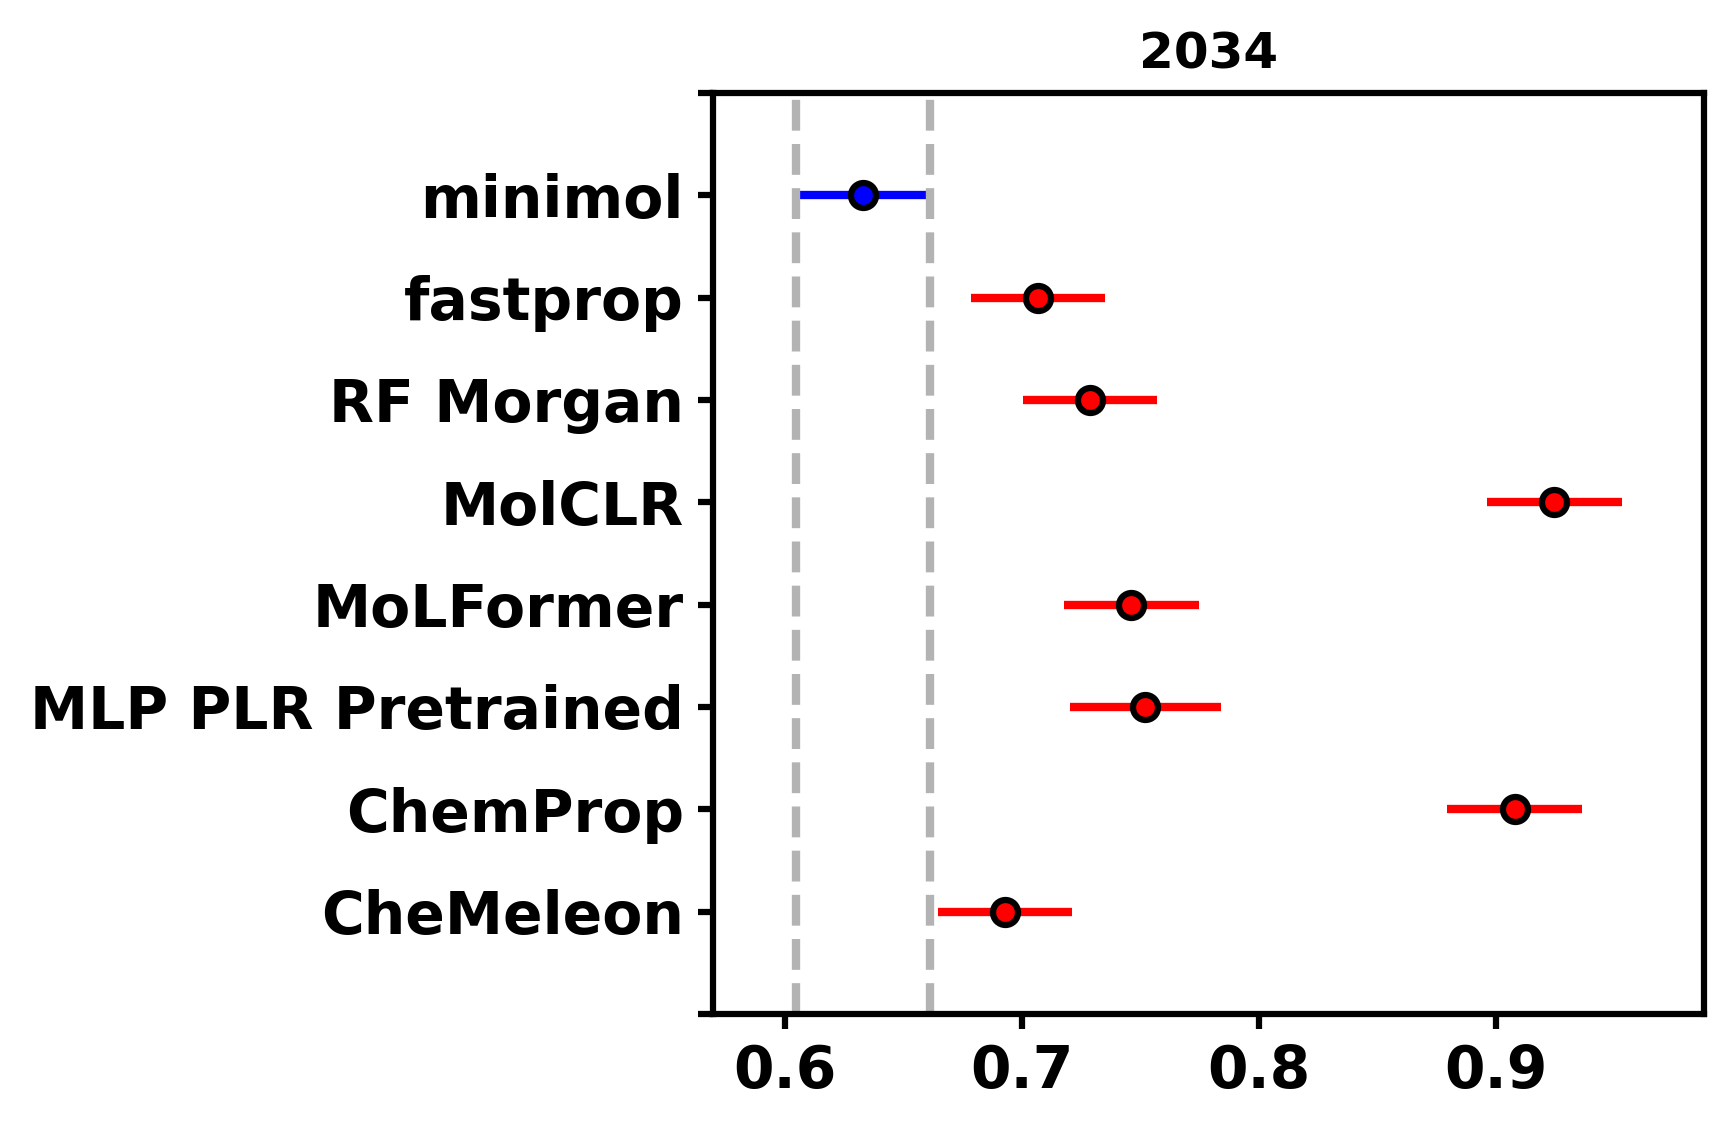 2034
minimol
fastprop
RF Morgan
MolCLR
MoLFormer
MLP PLR Pretrained
ChemProp
CheMeleon
0.6 0.7 0.8 0.9